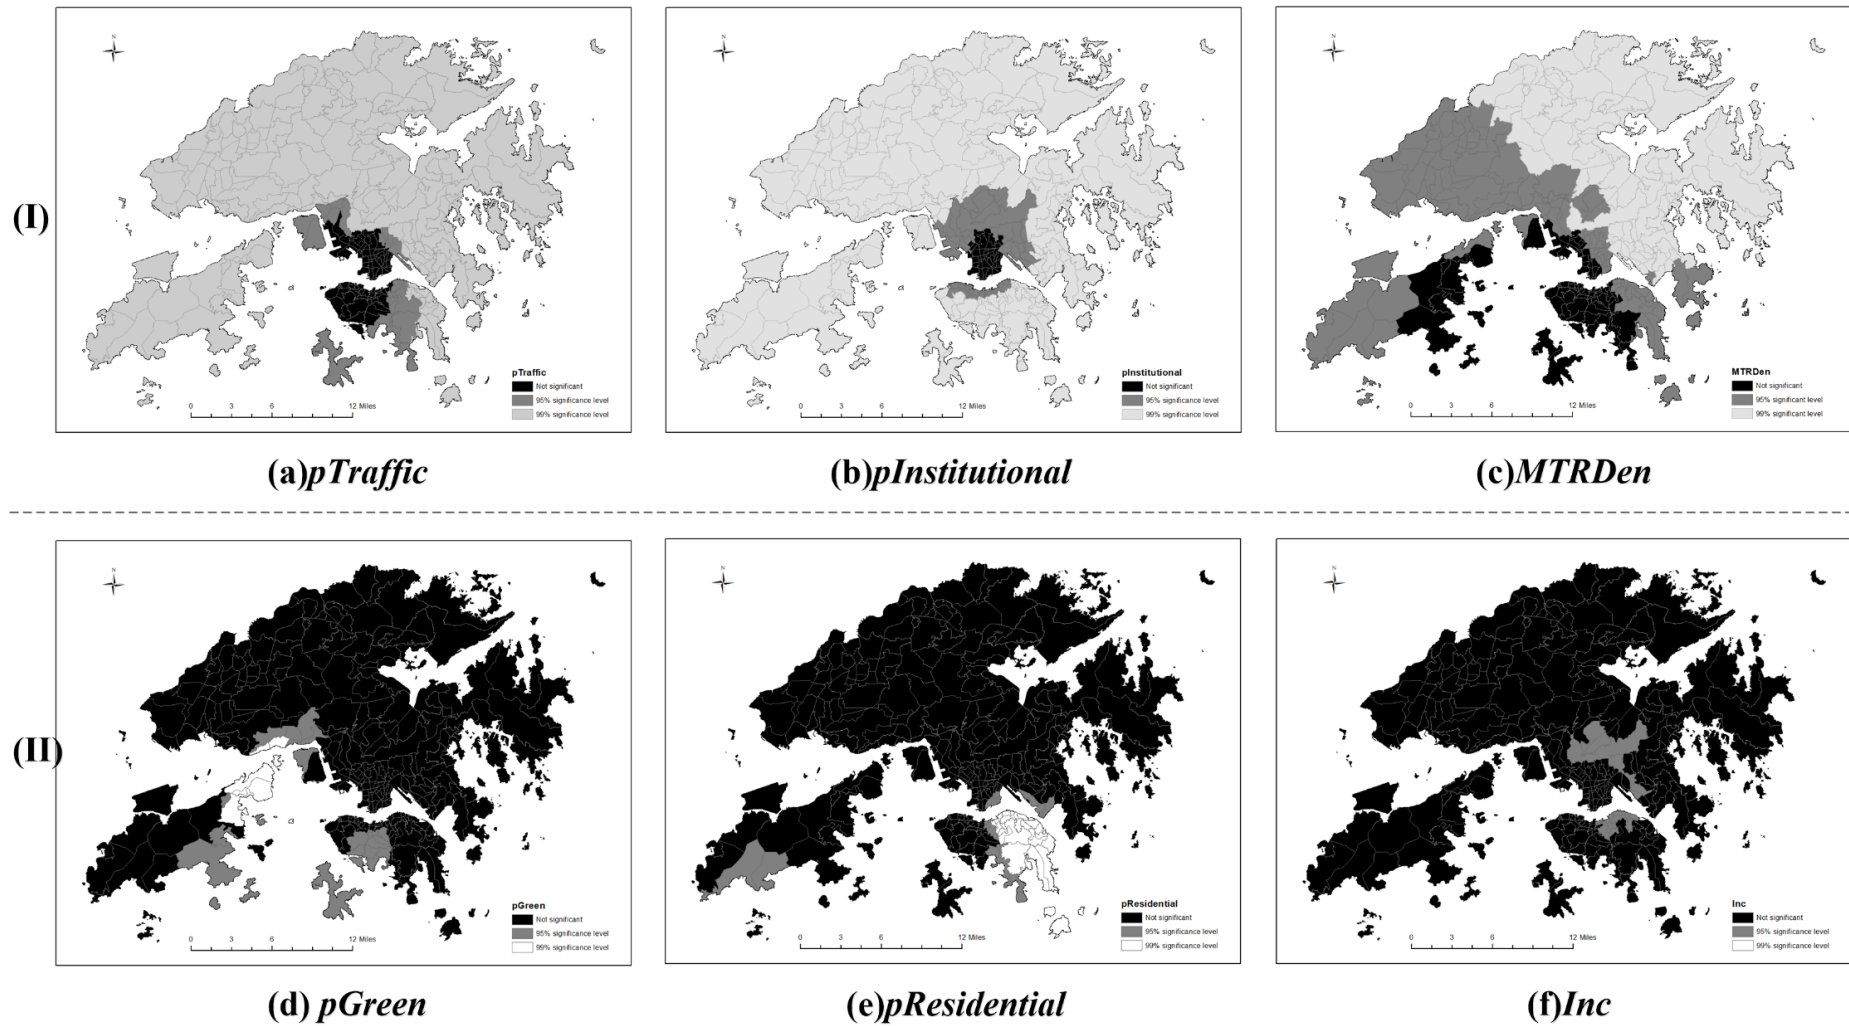 (I)
N
pTraffic
Not significant
95% significance level
99% significance level
0 3 6 12 Miles
(a)pTraffic
N
pInstitutional
Not significant
95% significance level
99% significance level
0 3 6 12 Miles
(b)pInstitutional
N
MTRDen
Not significant
95% significant level
99% significant level
0 3 6 12 Miles
(c)MTRDen
(II)
N
pGreen
Not significant
95% significance level
99% significance level
0 3 6 12 Miles
(d) pGreen
N
pResidential
Not significant
95% significance level
99% significance level
0 3 6 12 Miles
(e)pResidential
N
Inc
Not significant
95% significance level
99% significance level
0 3 6 12 Miles
(f)Inc